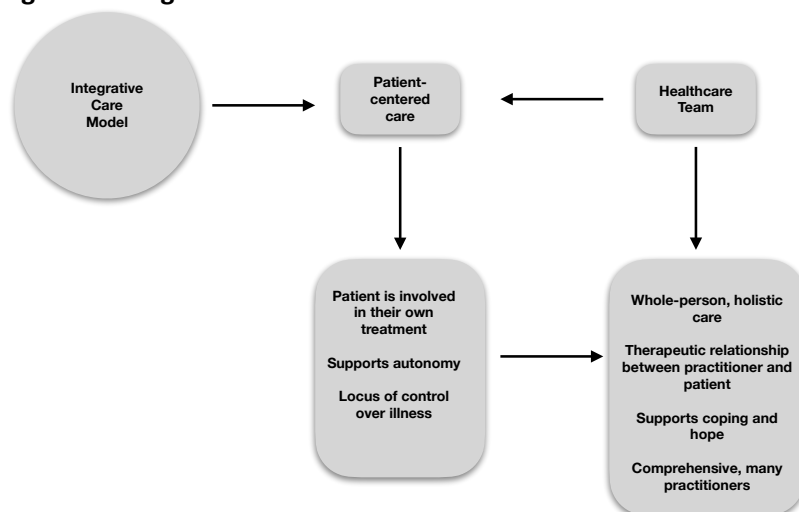 Integrative
Care
Model
Patient-
centered
care
Healthcare
Team
Patient is involved
in their own
treatment
Supports autonomy
Locus of control
over illness
Whole-person, holistic
care
Therapeutic relationship
between practitioner and
patient
Supports coping and
hope
Comprehensive, many
practitioners